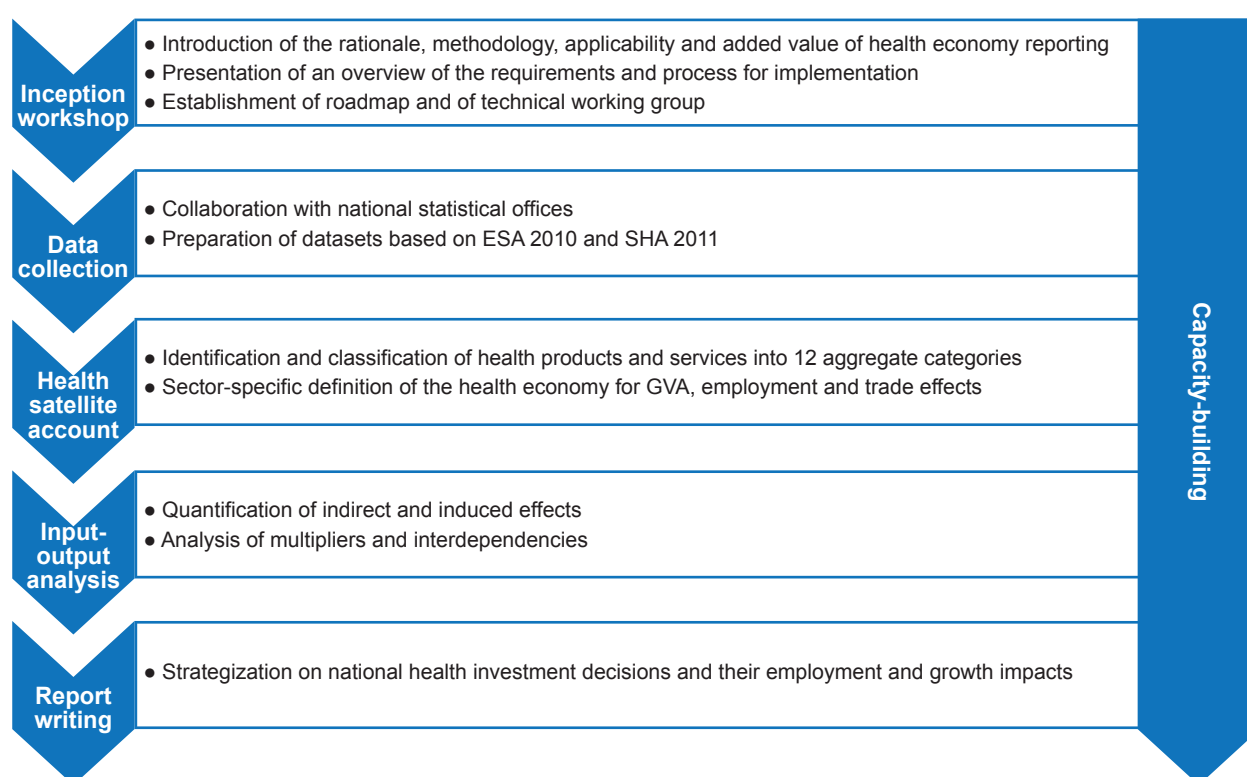 Inception
workshop
● Introduction of the rationale, methodology, applicability and added value of health economy reporting
● Presentation of an overview of the requirements and process for implementation
● Establishment of roadmap and of technical working group
Data
collection
● Collaboration with national statistical offices
● Preparation of datasets based on ESA 2010 and SHA 2011
Health
satellite
account
● Identification and classification of health products and services into 12 aggregate categories
● Sector-specific definition of the health economy for GVA, employment and trade effects
Input-
output
analysis
● Quantification of indirect and induced effects
● Analysis of multipliers and interdependencies
Report
writing
● Strategization on national health investment decisions and their employment and growth impacts
Capacity-building